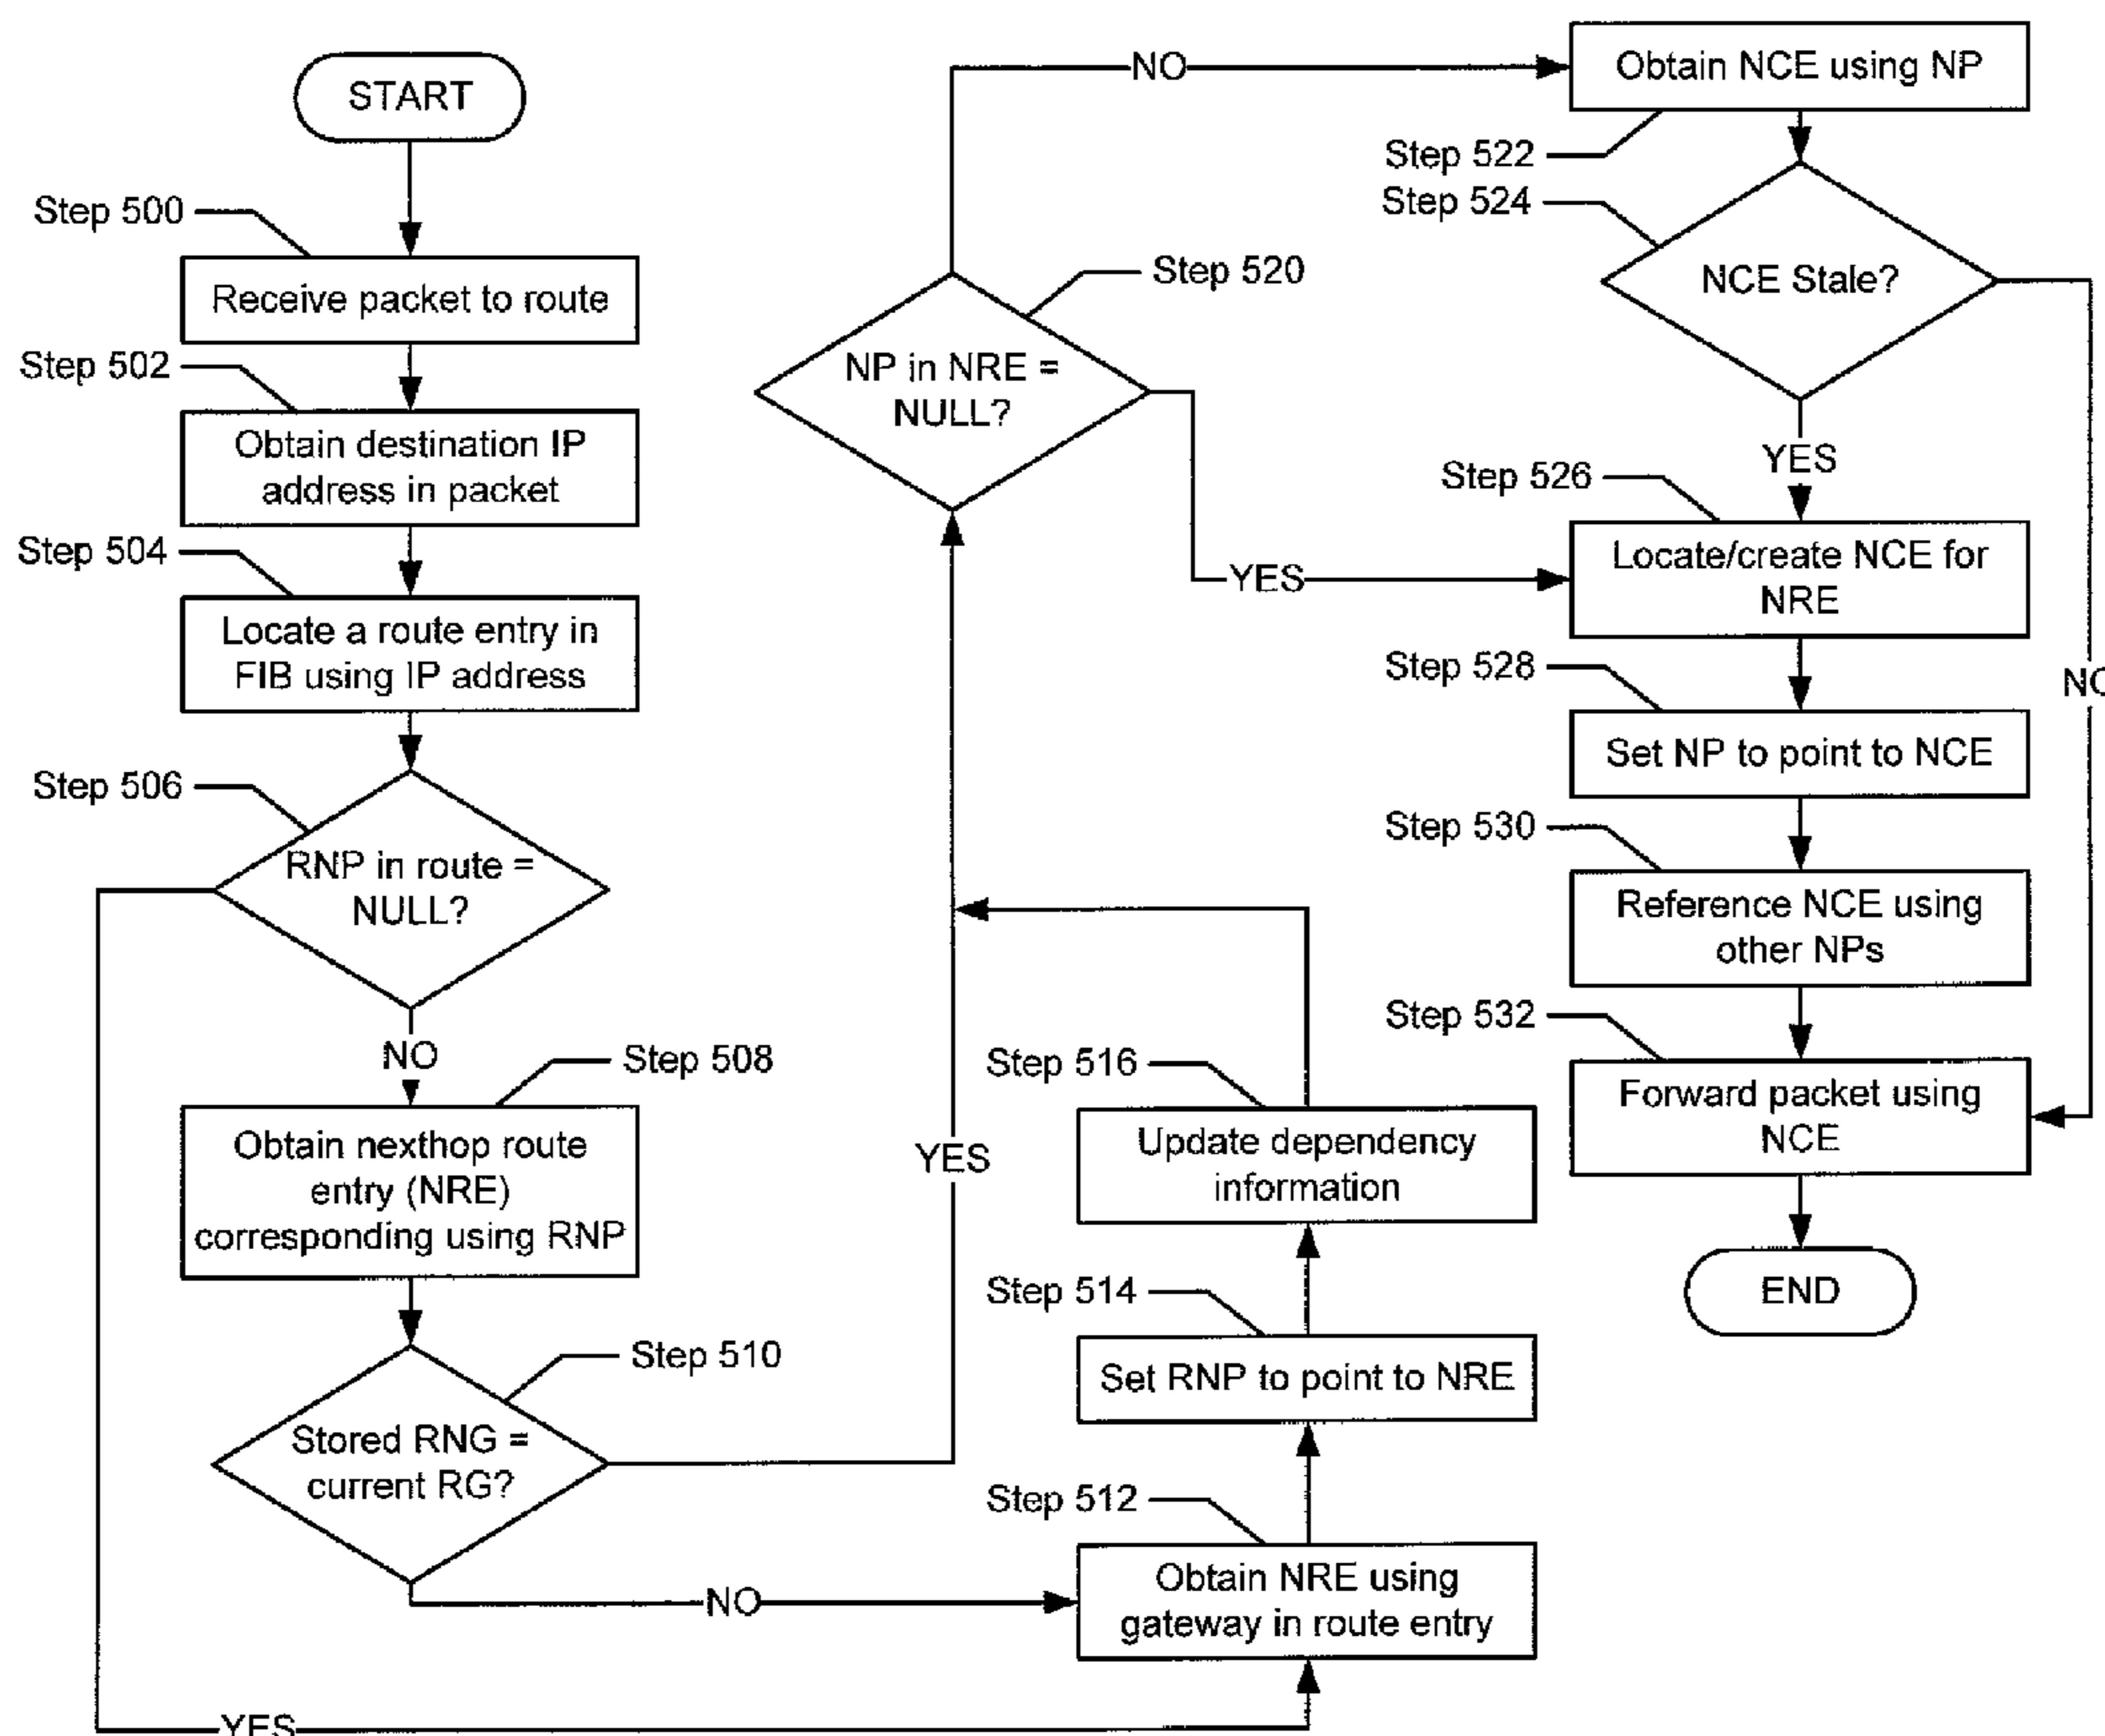 START
Step 500
Receive packet to route
Step 502
Obtain destination IP
address in packet
Step 504
Locate a route entry in
FIB using IP address
Step 506
RNP in route =
NULL?
NO
Step 508
Obtain nexthop route
entry (NRE)
corresponding using RNP
Step 510
Stored RNG =
current RG?
NO
YES
YES
Step 512
Obtain NRE using
gateway in route entry
Step 514
Set RNP to point to NRE
Step 516
Update dependency
information
Step 520
NP in NRE =
NULL?
NO
YES
Obtain NCE using NP
Step 522
Step 524
NCE Stale?
YES
NO
Step 526
Locate/create NCE for
NRE
Step 528
Set NP to point to NCE
Step 530
Reference NCE using
other NPs
Step 532
Forward packet using
NCE
END